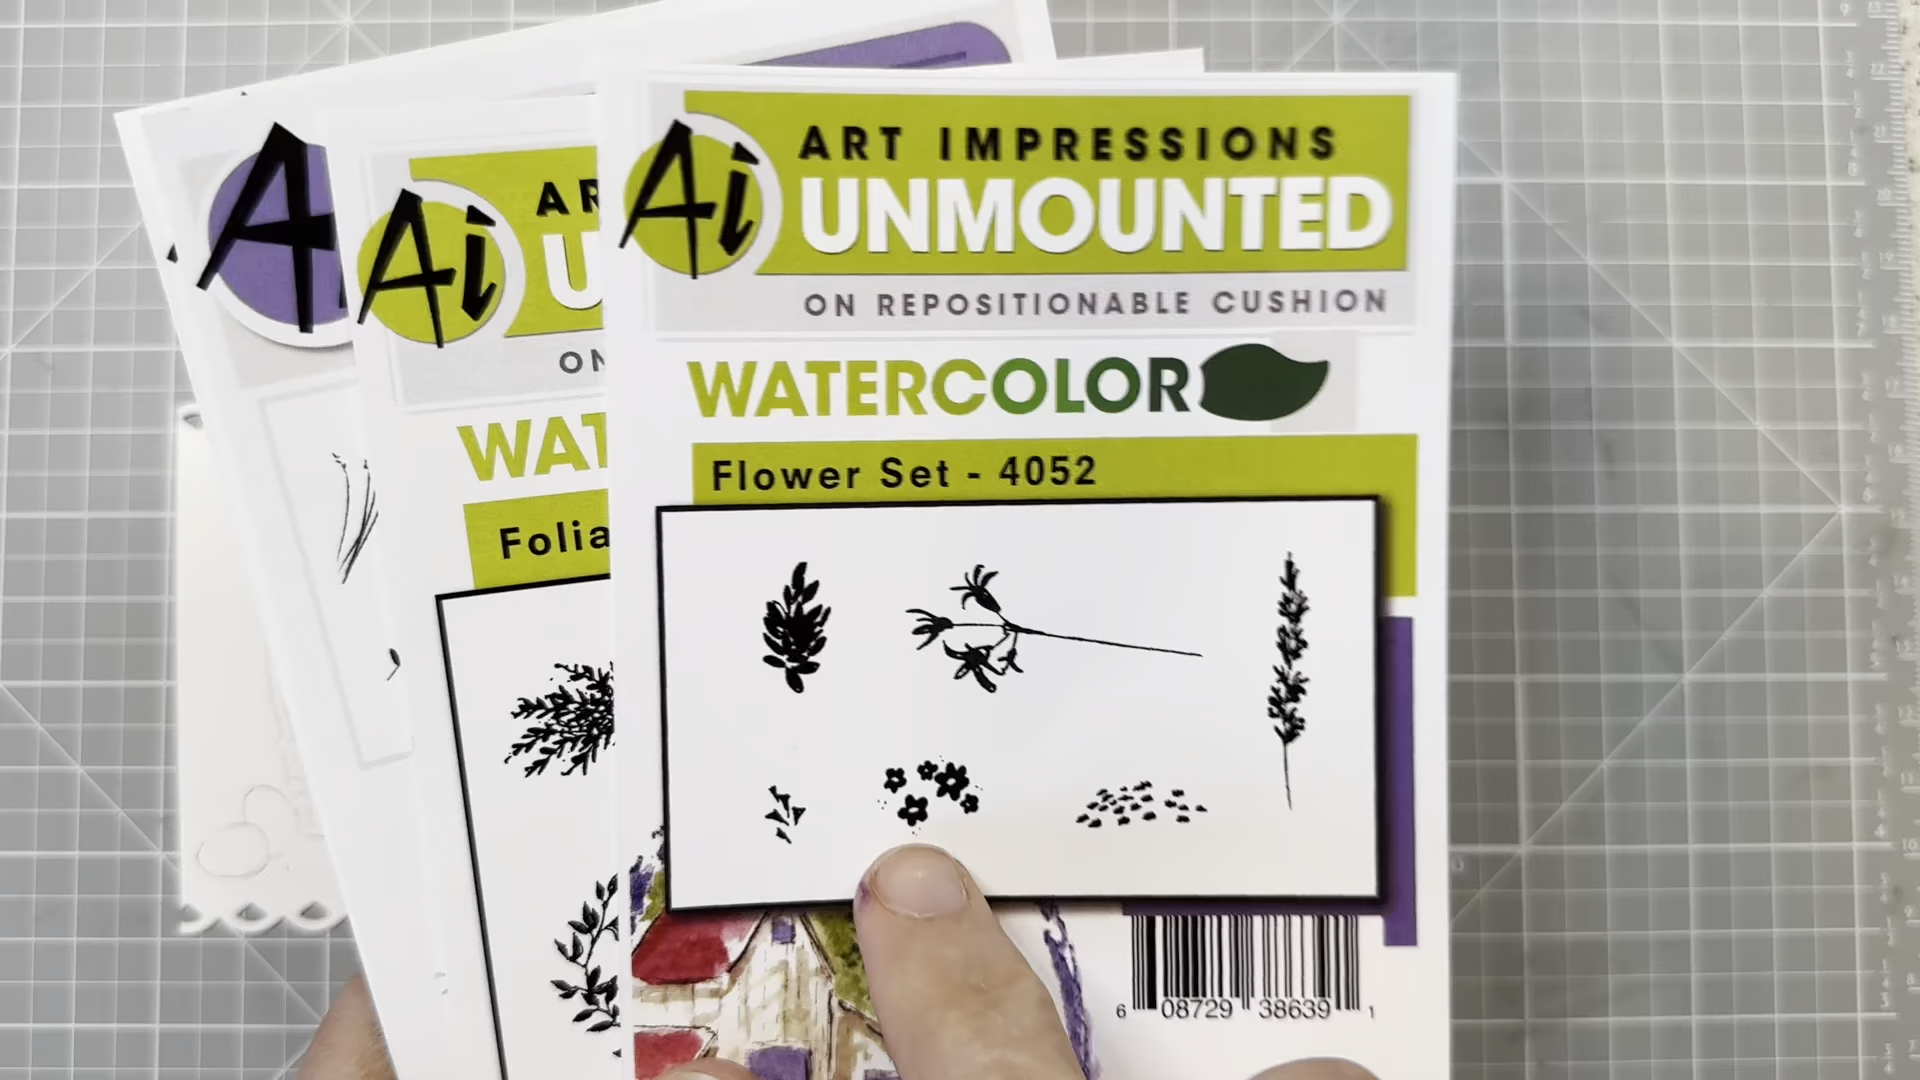 Ai
ART IMPRESSIONS
UNMOUNTED
ON REPOSITIONABLE CUSHION
WATERCOLOR
Flower Set - 4052
6 08729 38639 1
Ai
AR
U
ON
WAT
Folia
A